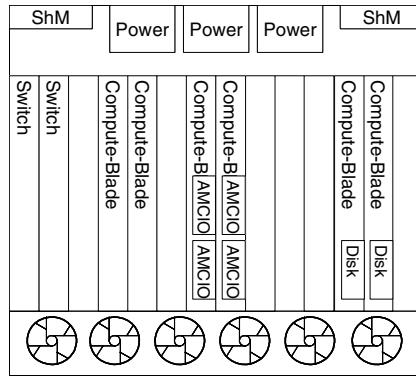 ShM
Power
Power
Power
ShM
Switch
Switch
Compute-Blade
Compute-Blade
Compute-B
Compute-B
Compute-Blade
Compute-Blade
AMCIO
AMCIO
AMCIO
AMCIO
Disk
Disk